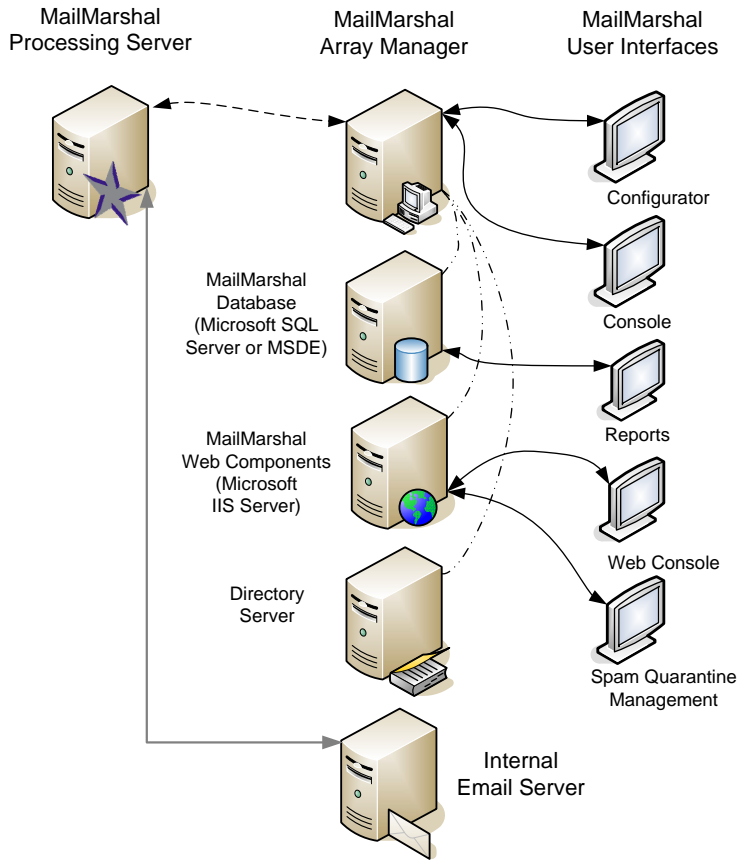 MailMarshal
Processing Server
MailMarshal
Array Manager
MailMarshal
User Interfaces
Configurator
MailMarshal
Database
(Microsoft SQL
Server or MSDE)
Console
Reports
MailMarshal
Web Components
(Microsoft
IIS Server)
Web Console
Directory
Server
Spam Quarantine
Management
Internal
Email Server